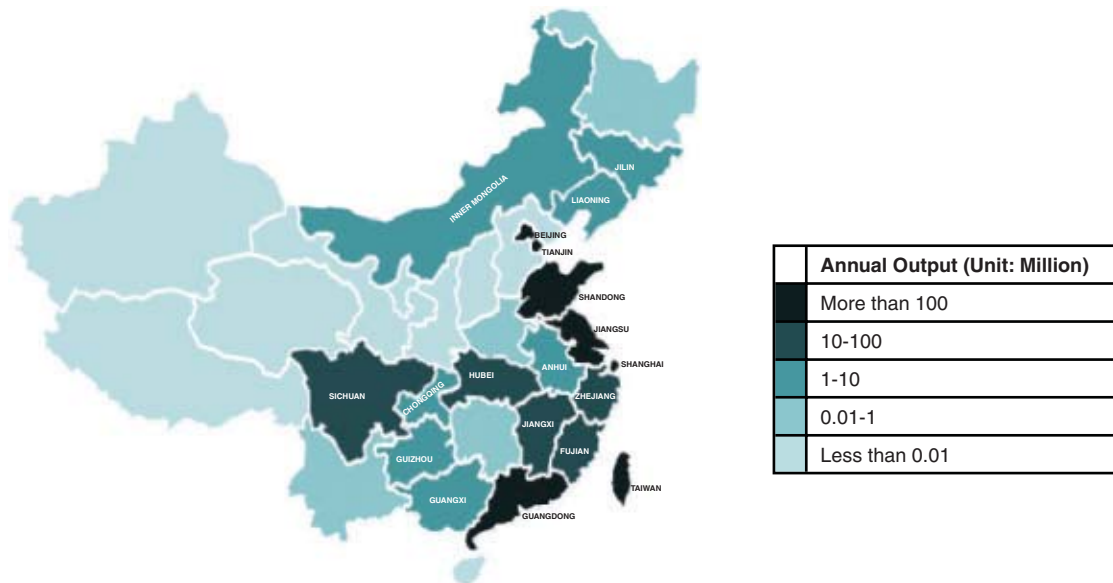 JILIN
INNER MONGOLIA
LIAONING
BEIJING
TIANJIN
SHANDONG
JIANGSU
SHANGHAI
ANHUI
HUBEI
CHONGQING
SICHUAN
ZHEJIANG
JIANGXI
FUJIAN
GUIZHOU
GUANGXI
TAIWAN
GUANGDONG
Annual Output (Unit: Million)
More than 100
10-100
1-10
0.01-1
Less than 0.01